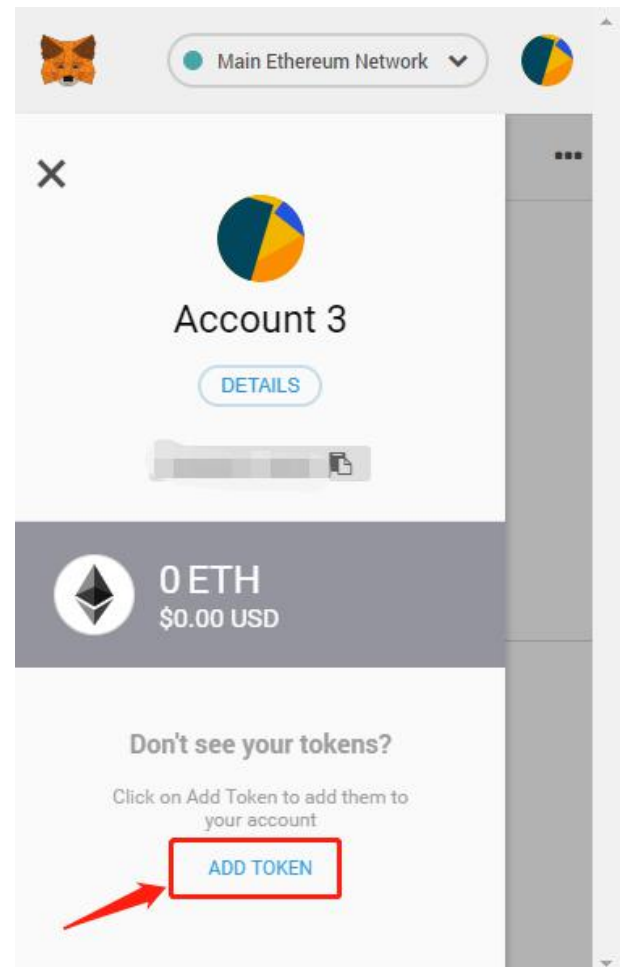 Main Ethereum Network
Account 3
DETAILS
0 ETH
$0.00 USD
Don't see your tokens?
Click on Add Token to add them to
your account
ADD TOKEN